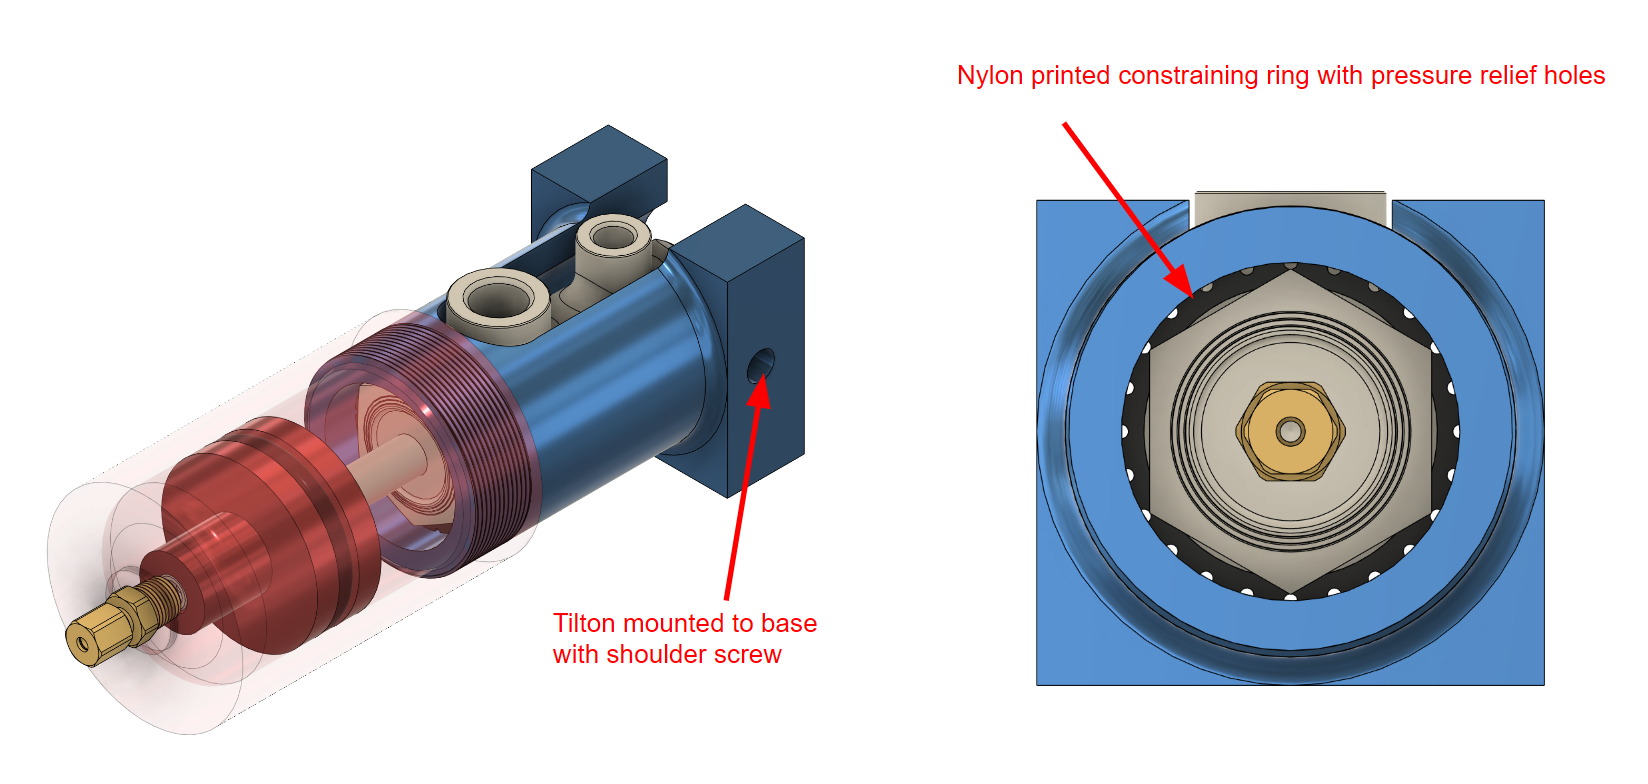 Nylon printed constraining ring with pressure relief holes
Tilton mounted to base
with shoulder screw